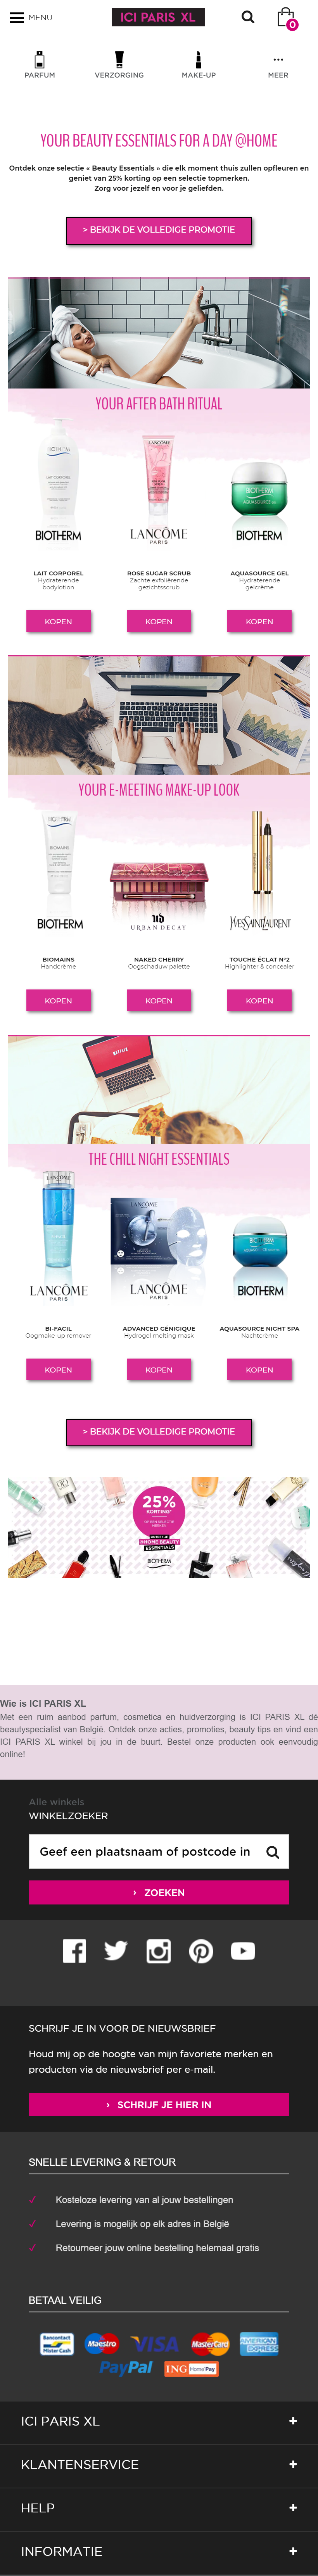 MENU
ICI PARIS XL
0
PARFUM
VERZORGING
MAKE-UP
MEER
YOUR BEAUTY ESSENTIALS FOR A DAY @HOME
Ontdek onze selectie « Beauty Essentials » die elk moment thuis zullen opfleuren en
geniet van 25% korting op een selectie topmerken.
Zorg voor jezelf en voor je geliefden.
> BEKIJK DE VOLLEDIGE PROMOTIE
YOUR AFTER BATH RITUAL
BIOTHERM
LANCÔME
PARIS
BIOTHERM
LAIT CORPOREL
Hydraterende
bodylotion
ROSE SUGAR SCRUB
Zachte exfoliërende
gezichtsscrub
AQUASOURCE GEL
Hydraterende
gelcrème
KOPEN
KOPEN
KOPEN
YOUR E-MEETING MAKE-UP LOOK
NAKED
BIOTHERM
URBAN DECAY
YVESSAINTLAURENT
BIOMAINS
Handcrème
NAKED CHERRY
Oogschaduw palette
TOUCHE ÉCLAT N°2
Highlighter & concealer
KOPEN
KOPEN
KOPEN
THE CHILL NIGHT ESSENTIALS
LANCÔME
PARIS
LANCÔME
PARIS
BIOTHERM
BI-FACIL
Oogmake-up remover
ADVANCED GÉNIGIQUE
Hydrogel melting mask
AQUASOURCE NIGHT SPA
Nachtcrème
KOPEN
KOPEN
KOPEN
> BEKIJK DE VOLLEDIGE PROMOTIE
25%
KORTING*
@HOME BEAUTY
ESSENTIALS
BIOTHERM
Wie is ICI PARIS XL
Met een ruim aanbod parfum, cosmetica en huidverzorging is ICI PARIS XL dé
beautyspecialist van België. Ontdek onze acties, promoties, beauty tips en vind een
ICI PARIS XL winkel bij jou in de buurt. Bestel onze producten ook eenvoudig
online!
Alle winkels
WINKELZOEKER
Geef een plaatsnaam of postcode in
› ZOEKEN
SCHRIJF JE IN VOOR DE NIEUWSBRIEF
Houd mij op de hoogte van mijn favoriete merken en
producten via de nieuwsbrief per e-mail.
› SCHRIJF JE HIER IN
SNELLE LEVERING & RETOUR
Kosteloze levering van al jouw bestellingen
Levering is mogelijk op elk adres in België
Retourneer jouw online bestelling helemaal gratis
BETAAL VEILIG
Bancontact
Mister Cash
Maestro
VISA
MasterCard
AMERICAN EXPRESS
PayPal
ING Home'Pay
ICI PARIS XL
KLANTENSERVICE
HELP
INFORMATIE